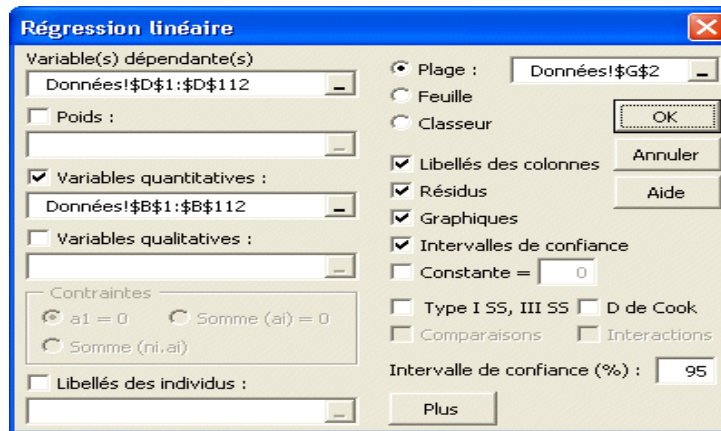 Régression linéaire
Variable(s) dépendante(s)
Données!$D$1:$D$112
Poids :
Variables quantitatives :
Données!$B$1:$B$112
Variables qualitatives :
Contraintes
a1 = 0
Somme (ai) = 0
Somme (ni.ai)
Libellés des individus :
Plage :
Données!$G$2
Feuille
Classeur
OK
Annuler
Aide
Libellés des colonnes
Résidus
Graphiques
Intervalles de confiance
Constante =
0
Type I SS, III SS
D de Cook
Comparaisons
Interactions
Intervalle de confiance (%) :
95
Plus